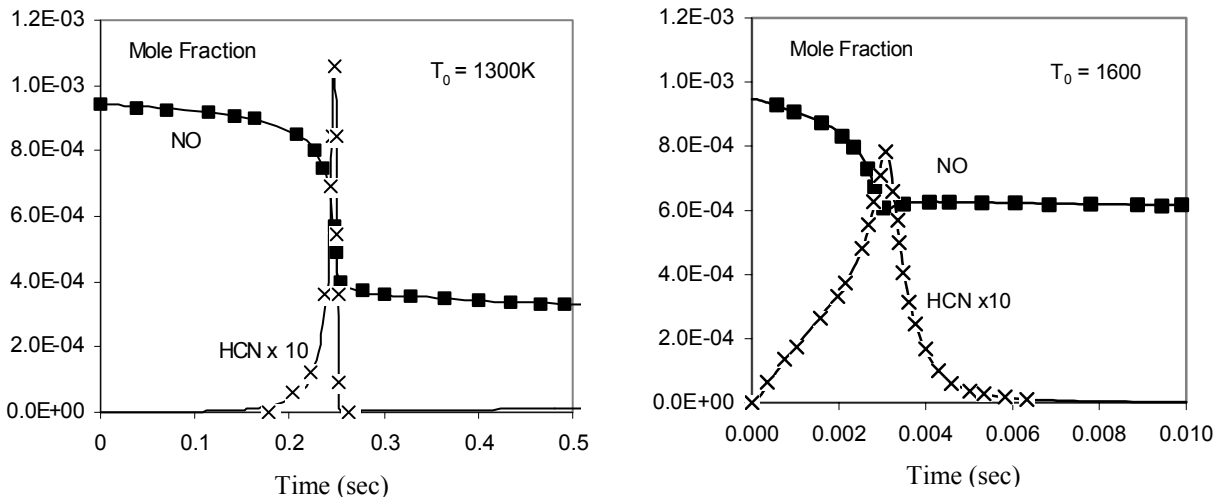 1.2E-03
1.0E-03
8.0E-04
6.0E-04
4.0E-04
2.0E-04
0.0E+00
Mole Fraction
T0 = 1300K
NO
HCN x 10
0
0.1
0.2
0.3
0.4
0.5
Time (sec)
1.2E-03
1.0E-03
8.0E-04
6.0E-04
4.0E-04
2.0E-04
0.0E+00
Mole Fraction
T0 = 1600
NO
HCN x10
0.000
0.002
0.004
0.006
0.008
0.010
Time (sec)